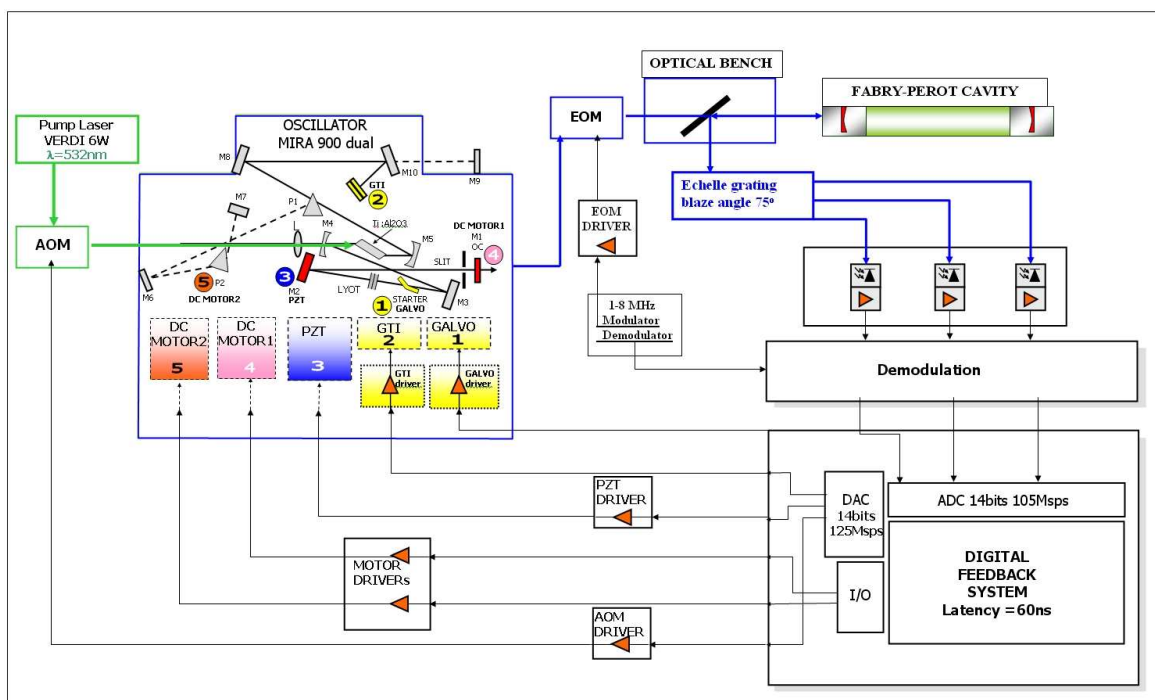 OPTICAL BENCH
FABRY-PEROT CAVITY
EOM
Pump Laser
VERDI 6W
λ=532nm
AOM
OSCILLATOR
MIRA 900 dual
M8
M10
M9
GTI
2
M7
P1
M4
Ti :Al2O3
M5
L
DC MOTOR1
M1
OC
4
SLIT
M6
P2
5
DC MOTOR2
3
M2
PZT
LYOT
1
STARTER
GALVO
M3
DC
MOTOR2
5
DC
MOTOR1
4
PZT
3
GTI
2
GALVO
1
GTI
driver
GALVO
driver
EOM
DRIVER
1-8 MHz
Modulator
Demodulator
Echelle grating
blaze angle 75º
Demodulation
ADC 14bits 105Msps
DAC
14bits
125Msps
I/O
DIGITAL
FEEDBACK
SYSTEM
Latency =60ns
PZT
DRIVER
MOTOR
DRIVERs
AOM
DRIVER